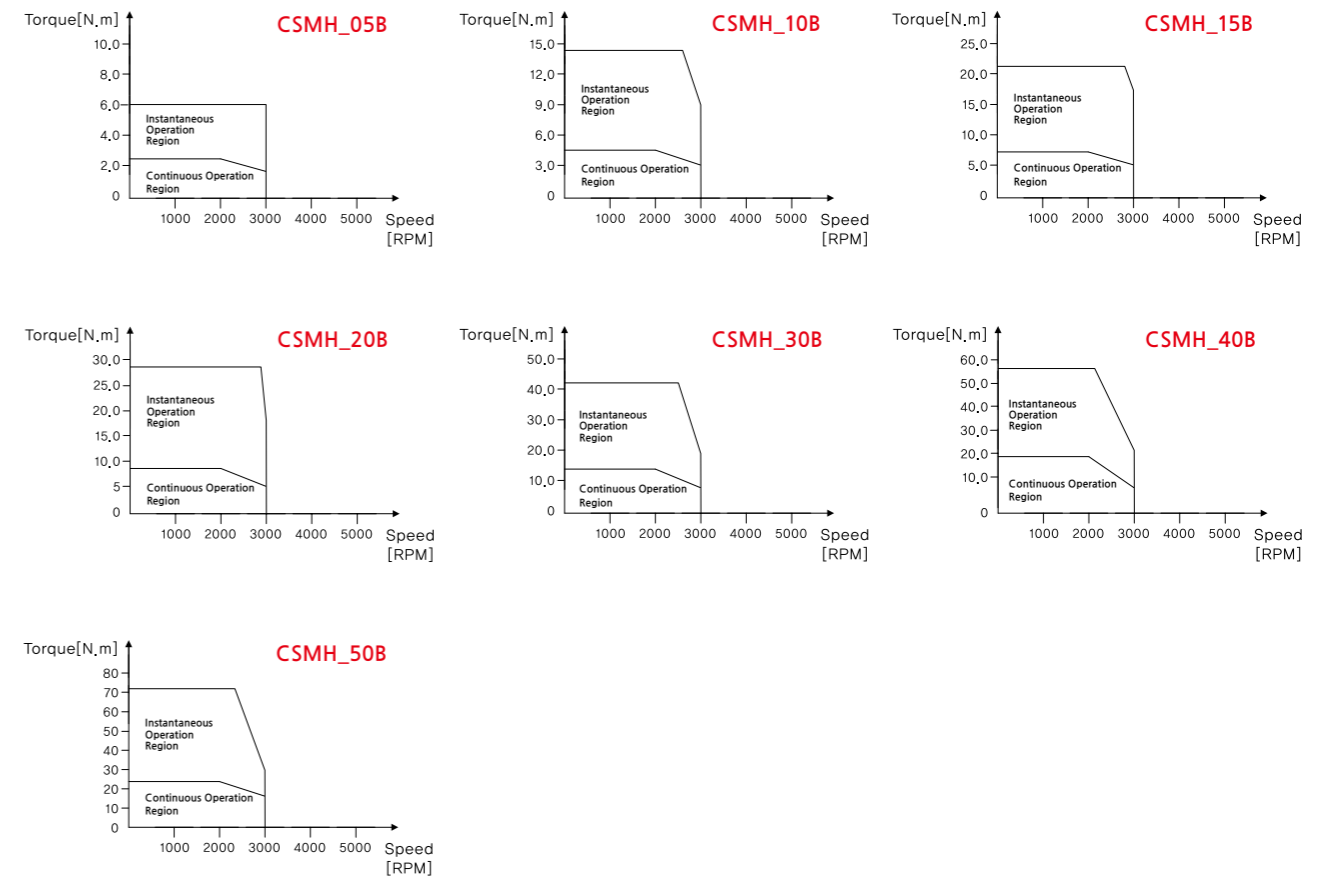 Torque[N.m]
CSMH_05B
10.0
8.0
6.0
4.0
2.0
0
Instantaneous
Operation
Region
Continuous Operation
Region
1000 2000 3000 4000 5000 Speed
[RPM]
Torque[N.m]
CSMH_10B
15.0
12.0
9.0
6.0
3.0
0
Instantaneous
Operation
Region
Continuous Operation
Region
1000 2000 3000 4000 5000 Speed
[RPM]
Torque[N.m]
CSMH_15B
25.0
20.0
15.0
10.0
5.0
0
Instantaneous
Operation
Region
Continuous Operation
Region
1000 2000 3000 4000 5000 Speed
[RPM]
Torque[N.m]
CSMH_20B
30.0
25.0
20.0
15.0
10.0
5
0
Instantaneous
Operation
Region
Continuous Operation
Region
1000 2000 3000 4000 5000 Speed
[RPM]
Torque[N.m]
CSMH_30B
50.0
40.0
30.0
20.0
10.0
0
Instantaneous
Operation
Region
Continuous Operation
Region
1000 2000 3000 4000 5000 Speed
[RPM]
Torque[N.m]
CSMH_40B
60.0
50.0
40.0
30.0
20.0
10.0
0
Instantaneous
Operation
Region
Continuous Operation
Region
1000 2000 3000 4000 5000 Speed
[RPM]
Torque[N.m]
CSMH_50B
80
70
60
50
40
30
20
10
0
Instantaneous
Operation
Region
Continuous Operation
Region
1000 2000 3000 4000 5000 Speed
[RPM]